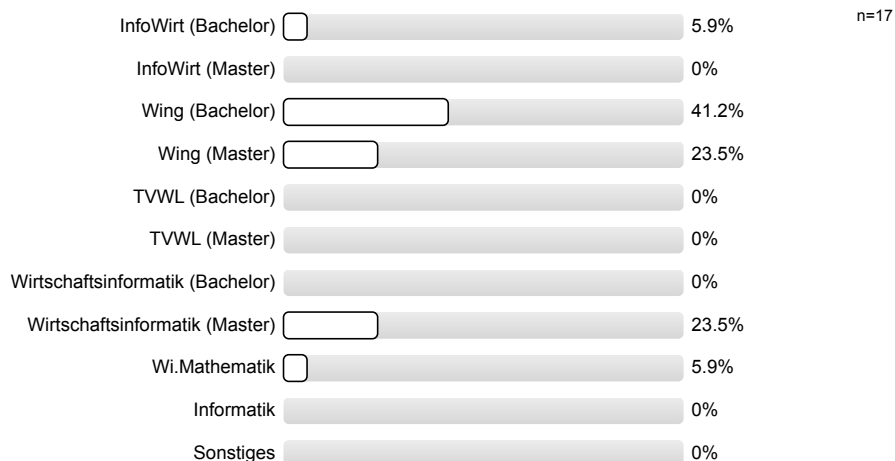 n=17
InfoWirt (Bachelor) 5.9%
InfoWirt (Master) 0%
Wing (Bachelor) 41.2%
Wing (Master) 23.5%
TVWL (Bachelor) 0%
TVWL (Master) 0%
Wirtschaftsinformatik (Bachelor) 0%
Wirtschaftsinformatik (Master) 23.5%
Wi.Mathematik 5.9%
Informatik 0%
Sonstiges 0%